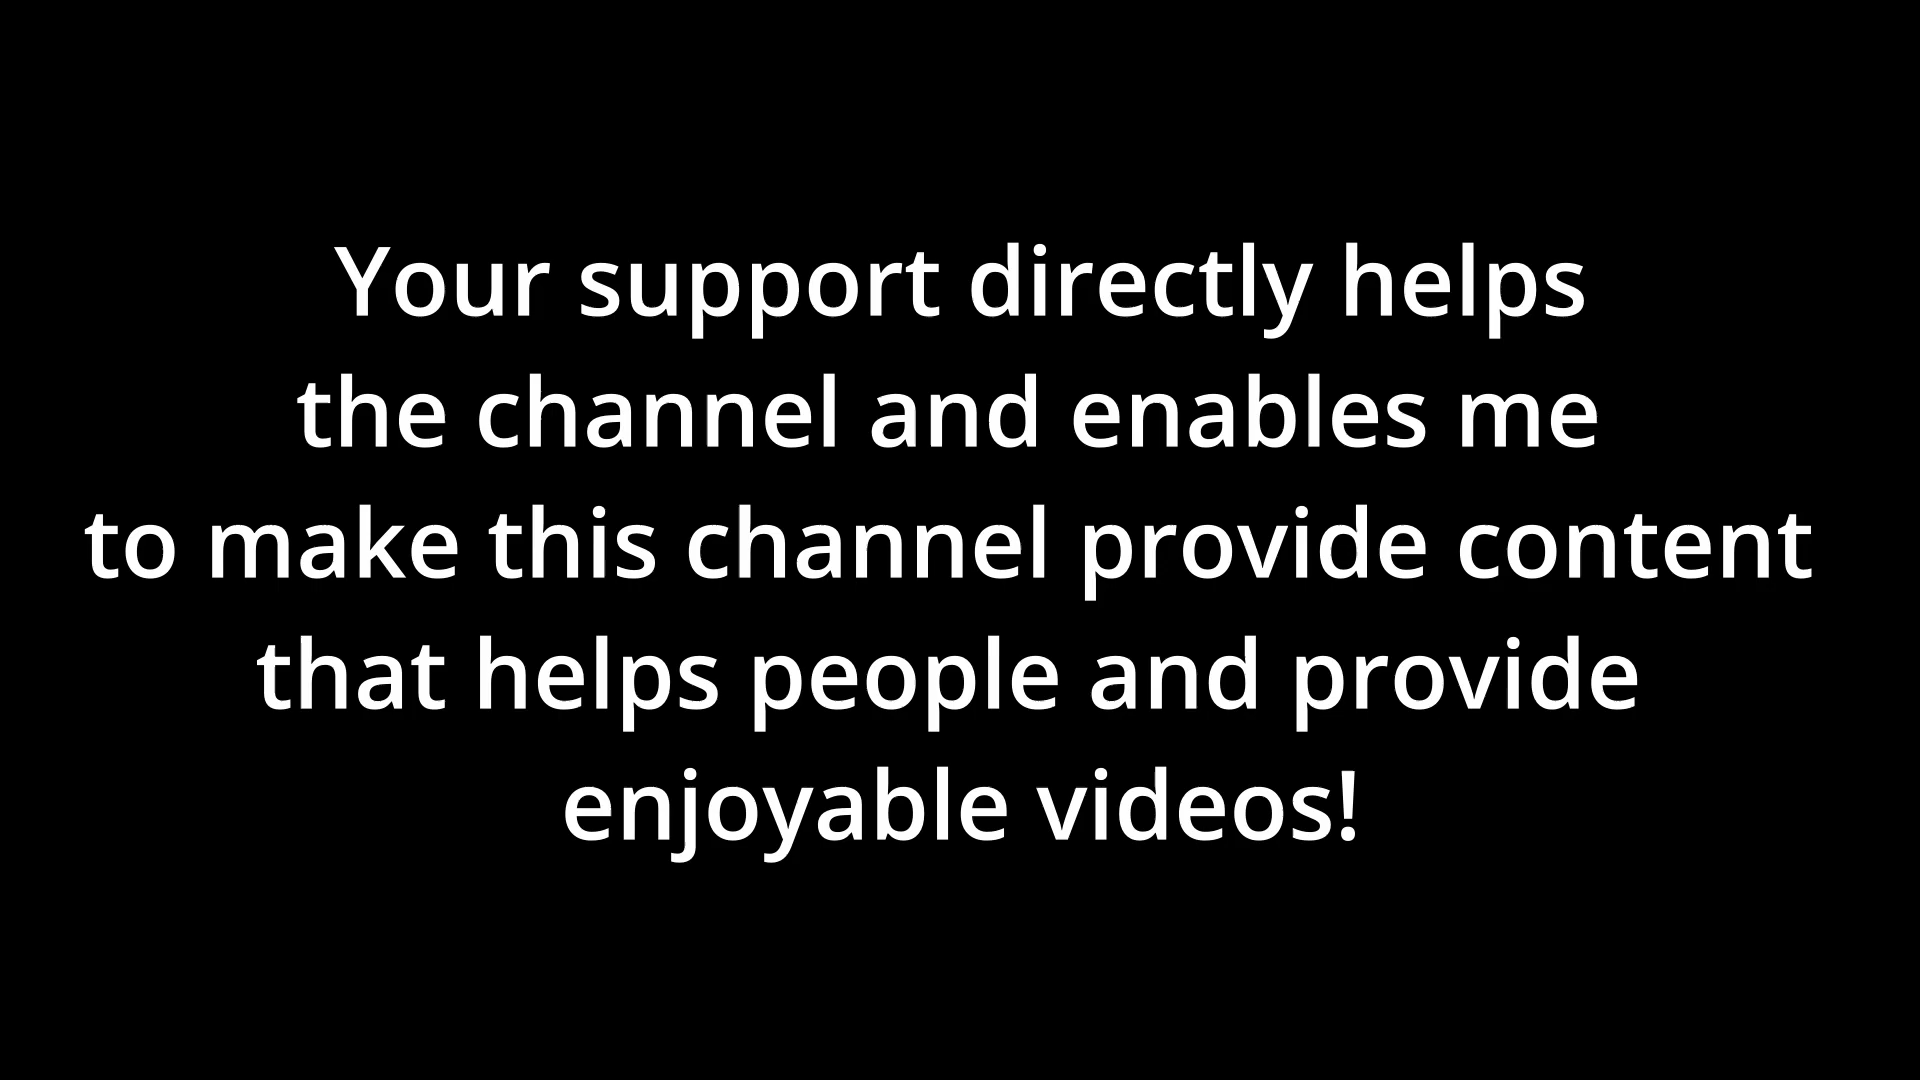 Your support directly helps
the channel and enables me
to make this channel provide content
that helps people and provide
enjoyable videos!